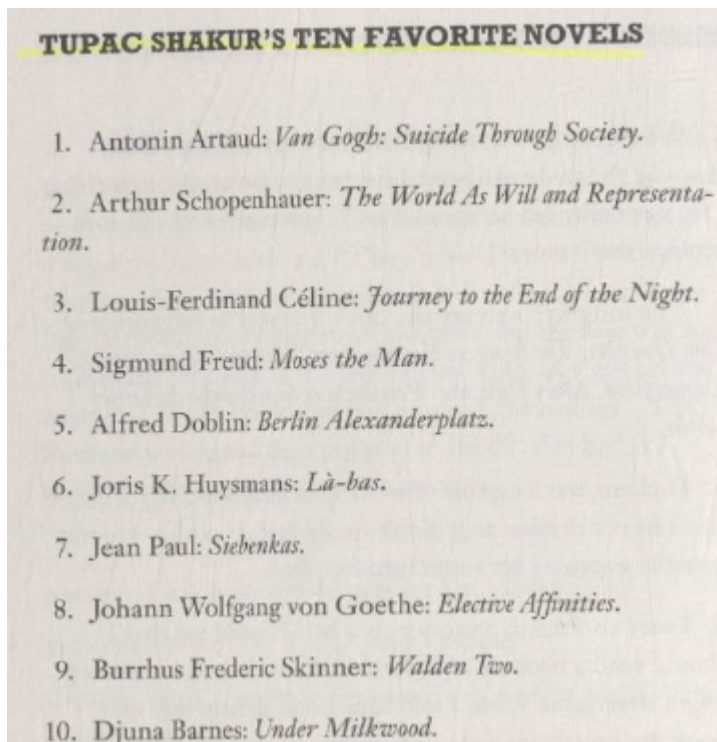 TUPAC SHAKUR'S TEN FAVORITE NOVELS
1. Antonin Artaud: Van Gogh: Suicide Through Society.
2. Arthur Schopenhauer: The World As Will and Representa-
tion.
3. Louis-Ferdinand Céline: Journey to the End of the Night.
4. Sigmund Freud: Moses the Man.
5. Alfred Doblin: Berlin Alexanderplatz.
6. Joris K. Huysmans: Là-bas.
7. Jean Paul: Siebenkas.
8. Johann Wolfgang von Goethe: Elective Affinities.
9. Burrhus Frederic Skinner: Walden Two.
10. Djuna Barnes: Under Milkwood.